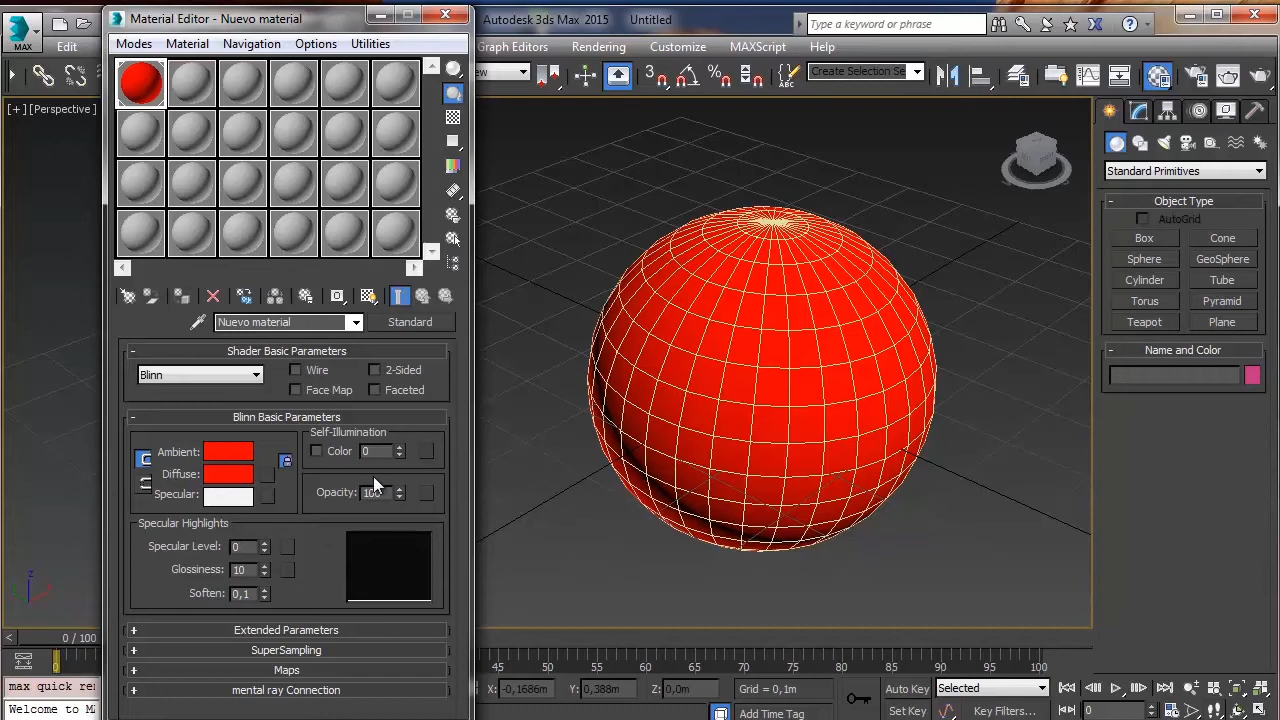 Material Editor - Nuevo material
Autodesk 3ds Max 2015    Untitled
Type a keyword or phrase
MAX
Edit
Modes  Material  Navigation  Options  Utilities
Graph Editors  Rendering  Customize  MAXScript  Help
Create Selection Se
[+][Perspective]
Standard Primitives
- Object Type
AutoGrid
Box  Cone
Sphere  GeoSphere
Cylinder  Tube
Torus  Pyramid
Teapot  Plane
- Name and Color
Nuevo material  Standard
- Shader Basic Parameters
Blinn  Wire  2-Sided
Face Map  Faceted
- Blinn Basic Parameters
Self-Illumination
Ambient:  Color 0
Diffuse:
Specular:  Opacity: 100
Specular Highlights
Specular Level: 0
Glossiness: 10
Soften: 0,1
+ Extended Parameters
+ SuperSampling
+ Maps
+ mental ray Connection
z
0 / 100
0
45 50 55 60 65 70 75 80 85 90 95 100
max quick rer
Welcome to M
X: -0,1686m  Y: 0,388m  Z: 0,0m  Grid = 0,1m
Add Time Tag
Auto Key  Selected
Set Key  Key Filters...  0